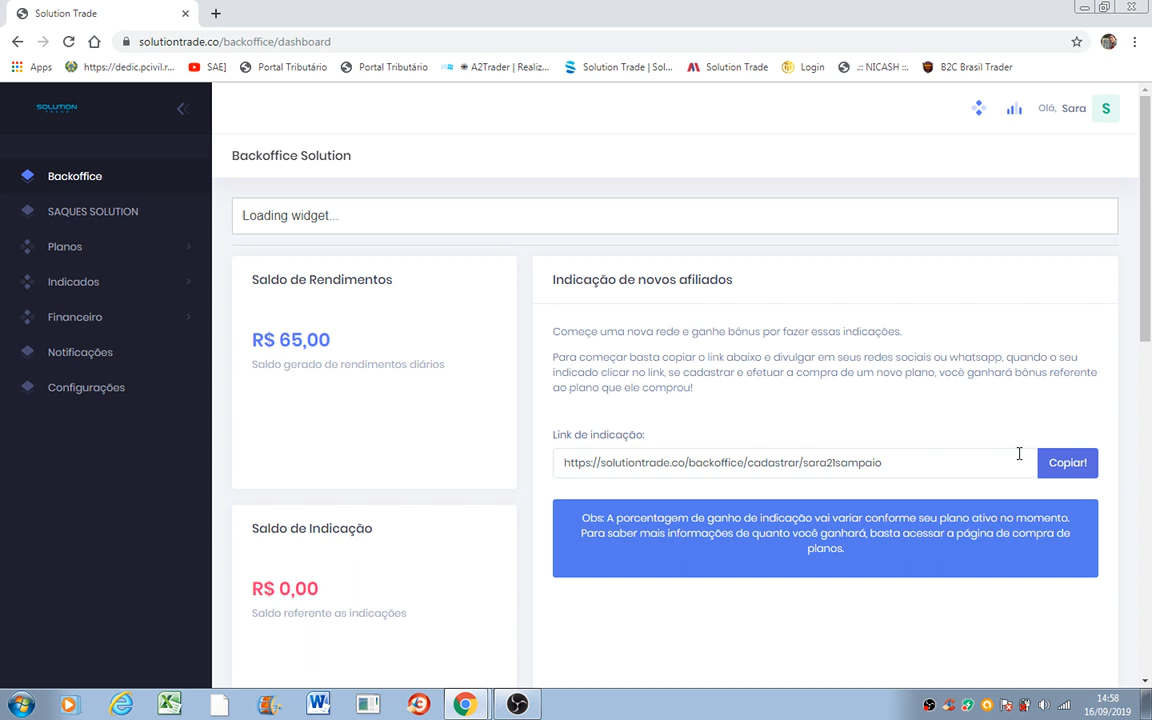 Solution Trade
solutiontrade.co/backoffice/dashboard
Apps
https://dedic.pcivil.r...
SAE]
Portal Tributário
Portal Tributário
A2Trader | Realiz...
Solution Trade | Sol...
Solution Trade
Login
.:: NICASH ::.
B2C Brasil Trader
SOLUTION
TRADE
Olá, Sara
S
Backoffice Solution
Backoffice
SAQUES SOLUTION
Planos
Indicados
Financeiro
Notificações
Configurações
Loading widget...
Saldo de Rendimentos
R$ 65,00
Saldo gerado de rendimentos diários
Saldo de Indicação
R$ 0,00
Saldo referente as indicações
Indicação de novos afiliados
Começe uma nova rede e ganhe bônus por fazer essas indicações.
Para começar basta copiar o link abaixo e divulgar em seus redes sociais ou whatsapp, quando o seu
indicado clicar no link, se cadastrar e efetuar a compra de um novo plano, você ganhará bônus referente
ao plano que ele comprou!
Link de indicação:
https://solutiontrade.co/backoffice/cadastrar/sara21sampaio
Copiar!
Obs: A porcentagem de ganho de indicação vai variar conforme seu plano ativo no momento.
Para saber mais informações de quanto você ganhará, basta acessar a página de compra de
planos.
14:58
16/09/2019